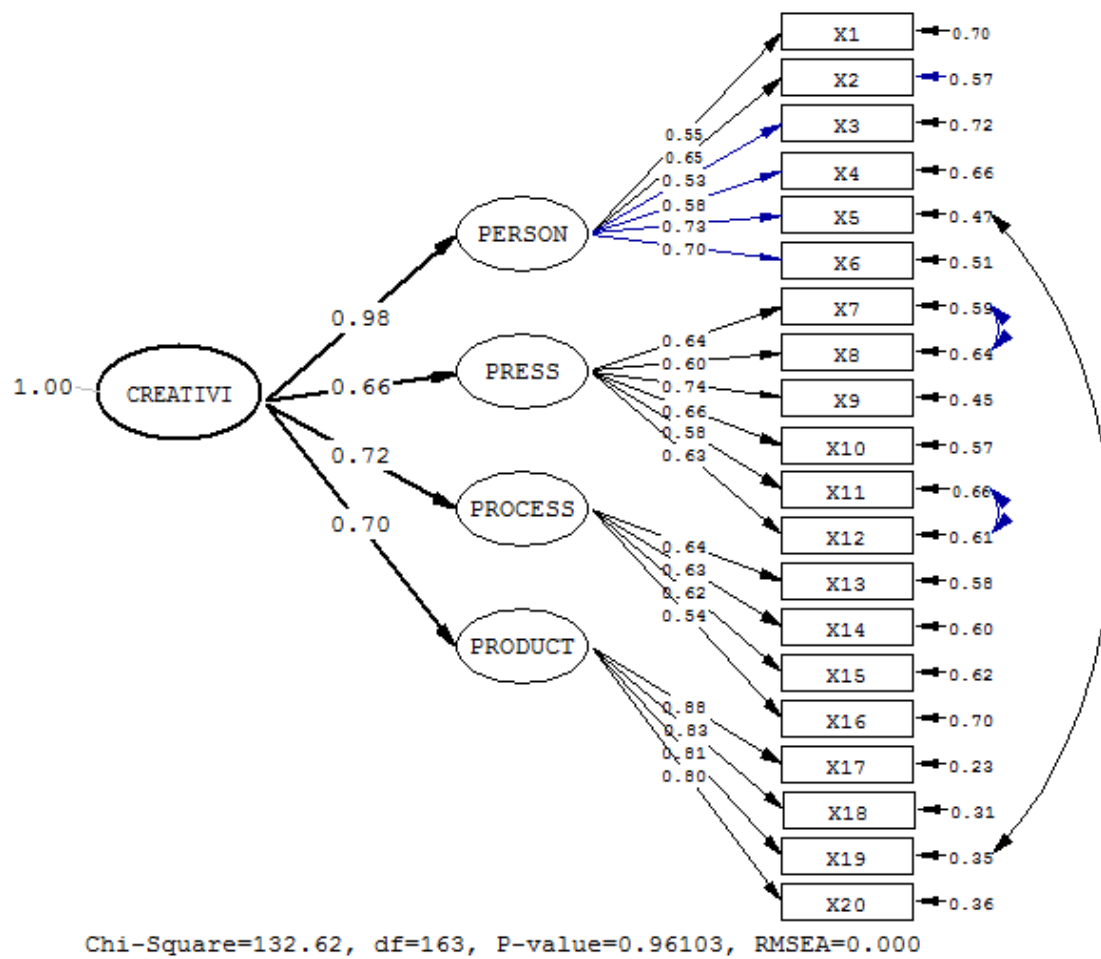 X1 0.70
X2 0.57
X3 0.72
X4 0.66
X5 0.47
X6 0.51
X7 0.59
X8 0.64
X9 0.45
X10 0.57
X11 0.66
X12 0.61
X13 0.58
X14 0.60
X15 0.62
X16 0.70
X17 0.23
X18 0.31
X19 0.35
X20 0.36
0.55
0.65
0.53
0.58
0.73
0.70
PERSON
0.64
0.60
0.74
0.66
0.58
0.63
PRESS
0.64
0.63
0.62
0.54
PROCESS
0.88
0.83
0.81
0.80
PRODUCT
0.98
0.66
0.72
0.70
1.00 CREATIVI
Chi-Square=132.62, df=163, P-value=0.96103, RMSEA=0.000